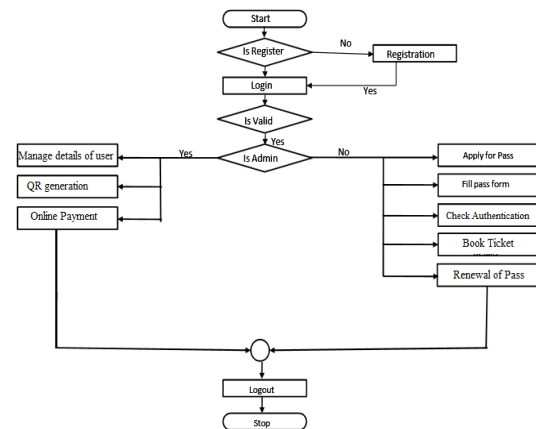 Start
Is Register
No
Registration
Login
Yes
Is Valid
Yes
Is Admin
Yes
No
Manage details of user
QR generation
Online Payment
Apply for Pass
Fill pass form
Check Authentication
Book Ticket
Renewal of Pass
Logout
Stop